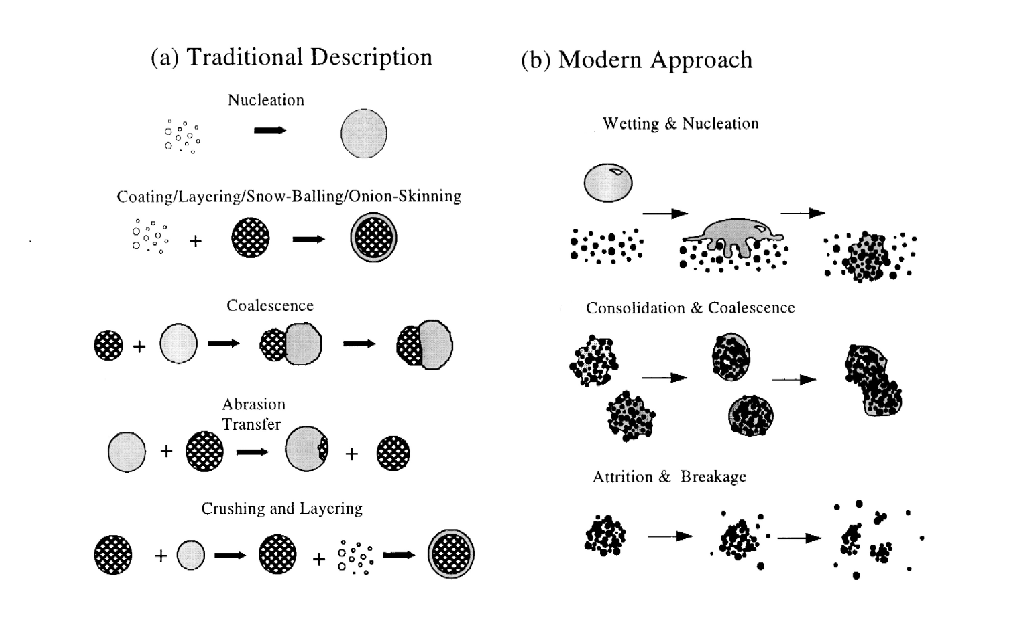 (a) Traditional Description
Nucleation
Coating/Layering/Snow-Balling/Onion-Skinning
+
Coalescence
+
Abrasion
Transfer
+ +
Crushing and Layering
+ +
(b) Modern Approach
Wetting & Nucleation
Consolidation & Coalescence
Attrition & Breakage